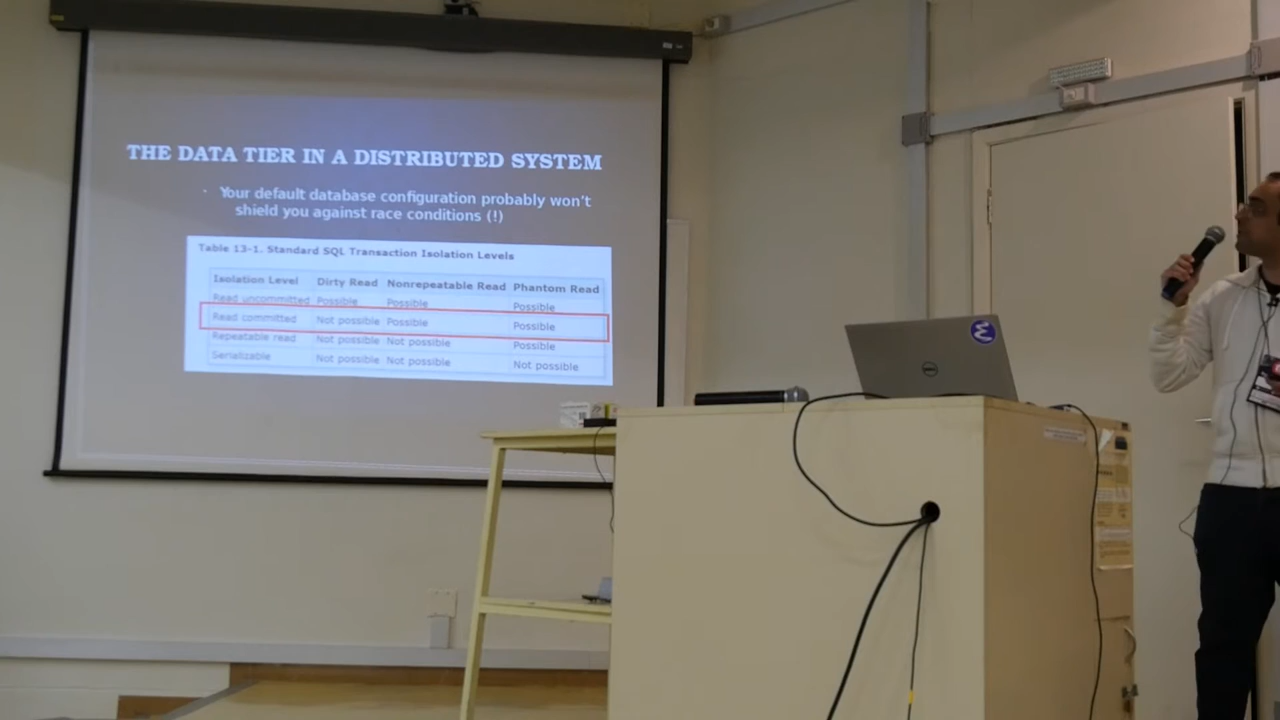 THE DATA TIER IN A DISTRIBUTED SYSTEM
· Your default database configuration probably won't
shield you against race conditions (!)
Table 13-1. Standard SQL Transaction Isolation Levels
Isolation Level Dirty Read Nonrepeatable Read Phantom Read
Read uncommitted Possible Possible Possible
Read committed Not possible Possible Possible
Repeatable read Not possible Not possible Possible
Serializable Not possible Not possible Not possible
DELL